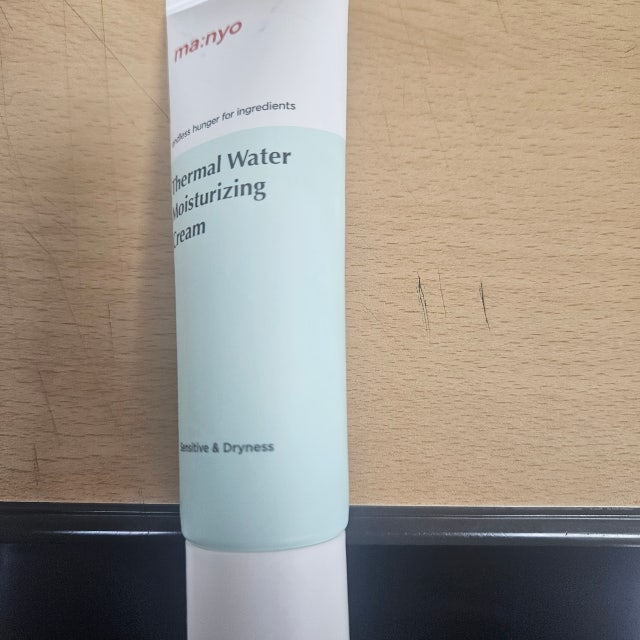 ma:nyo
endless hunger for ingredients
Thermal Water
Moisturizing
Cream
Sensitive & Dryness